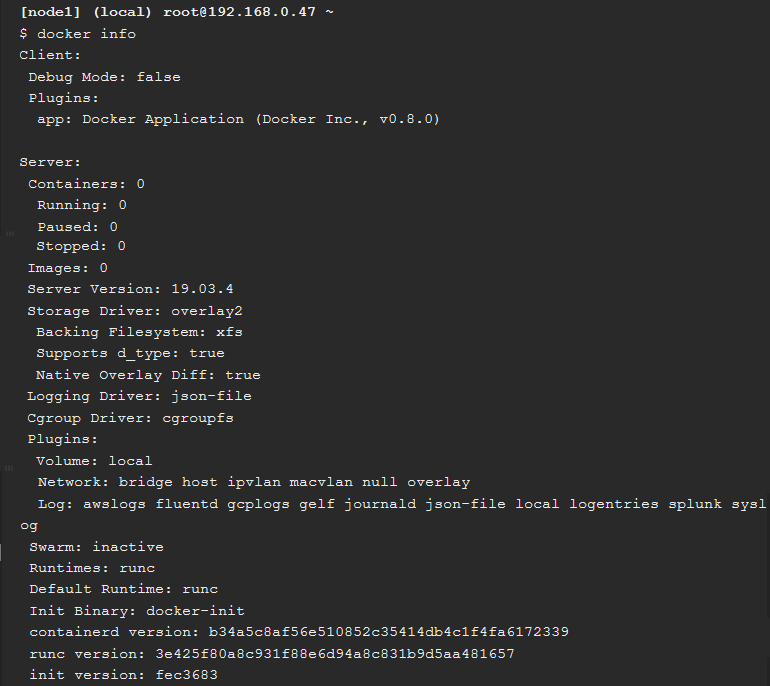 [node1] (local) root@192.168.0.47 ~
$ docker info
Client:
 Debug Mode: false
 Plugins:
  app: Docker Application (Docker Inc., v0.8.0)

Server:
 Containers: 0
  Running: 0
  Paused: 0
  Stopped: 0
 Images: 0
 Server Version: 19.03.4
 Storage Driver: overlay2
  Backing Filesystem: xfs
  Supports d_type: true
  Native Overlay Diff: true
 Logging Driver: json-file
 Cgroup Driver: cgroupfs
 Plugins:
  Volume: local
  Network: bridge host ipvlan macvlan null overlay
  Log: awslogs fluentd gcplogs gelf journald json-file local logentries splunk sysl
og
 Swarm: inactive
 Runtimes: runc
 Default Runtime: runc
 Init Binary: docker-init
 containerd version: b34a5c8af56e510852c35414db4c1f4fa6172339
 runc version: 3e425f80a8c931f88e6d94a8c831b9d5aa481657
 init version: fec3683